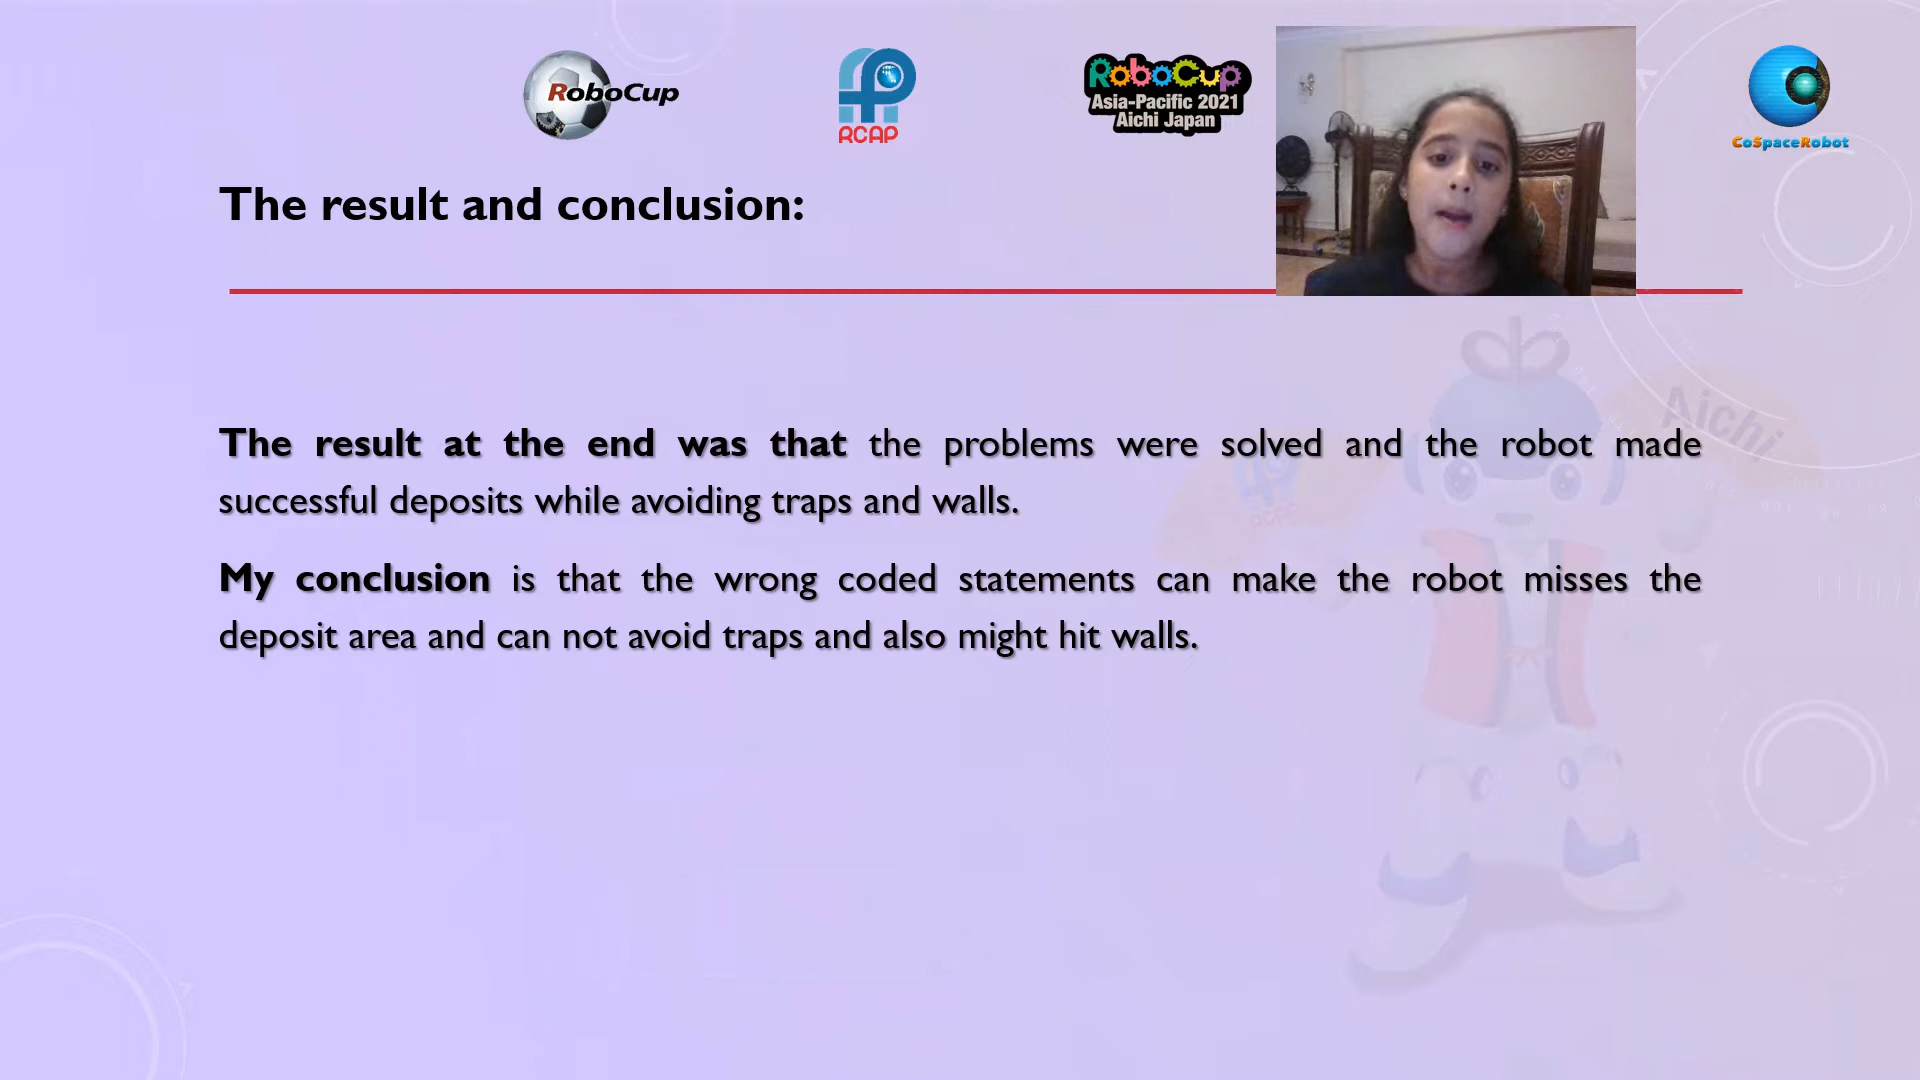 RoboCup
RCAP
RoboCup
Asia-Pacific 2021
Aichi Japan
CoSpaceRobot
The result and conclusion:
Aichi
RCAP
The result at the end was that the problems were solved and the robot made
successful deposits while avoiding traps and walls.
My conclusion is that the wrong coded statements can make the robot misses the
deposit area and can not avoid traps and also might hit walls.